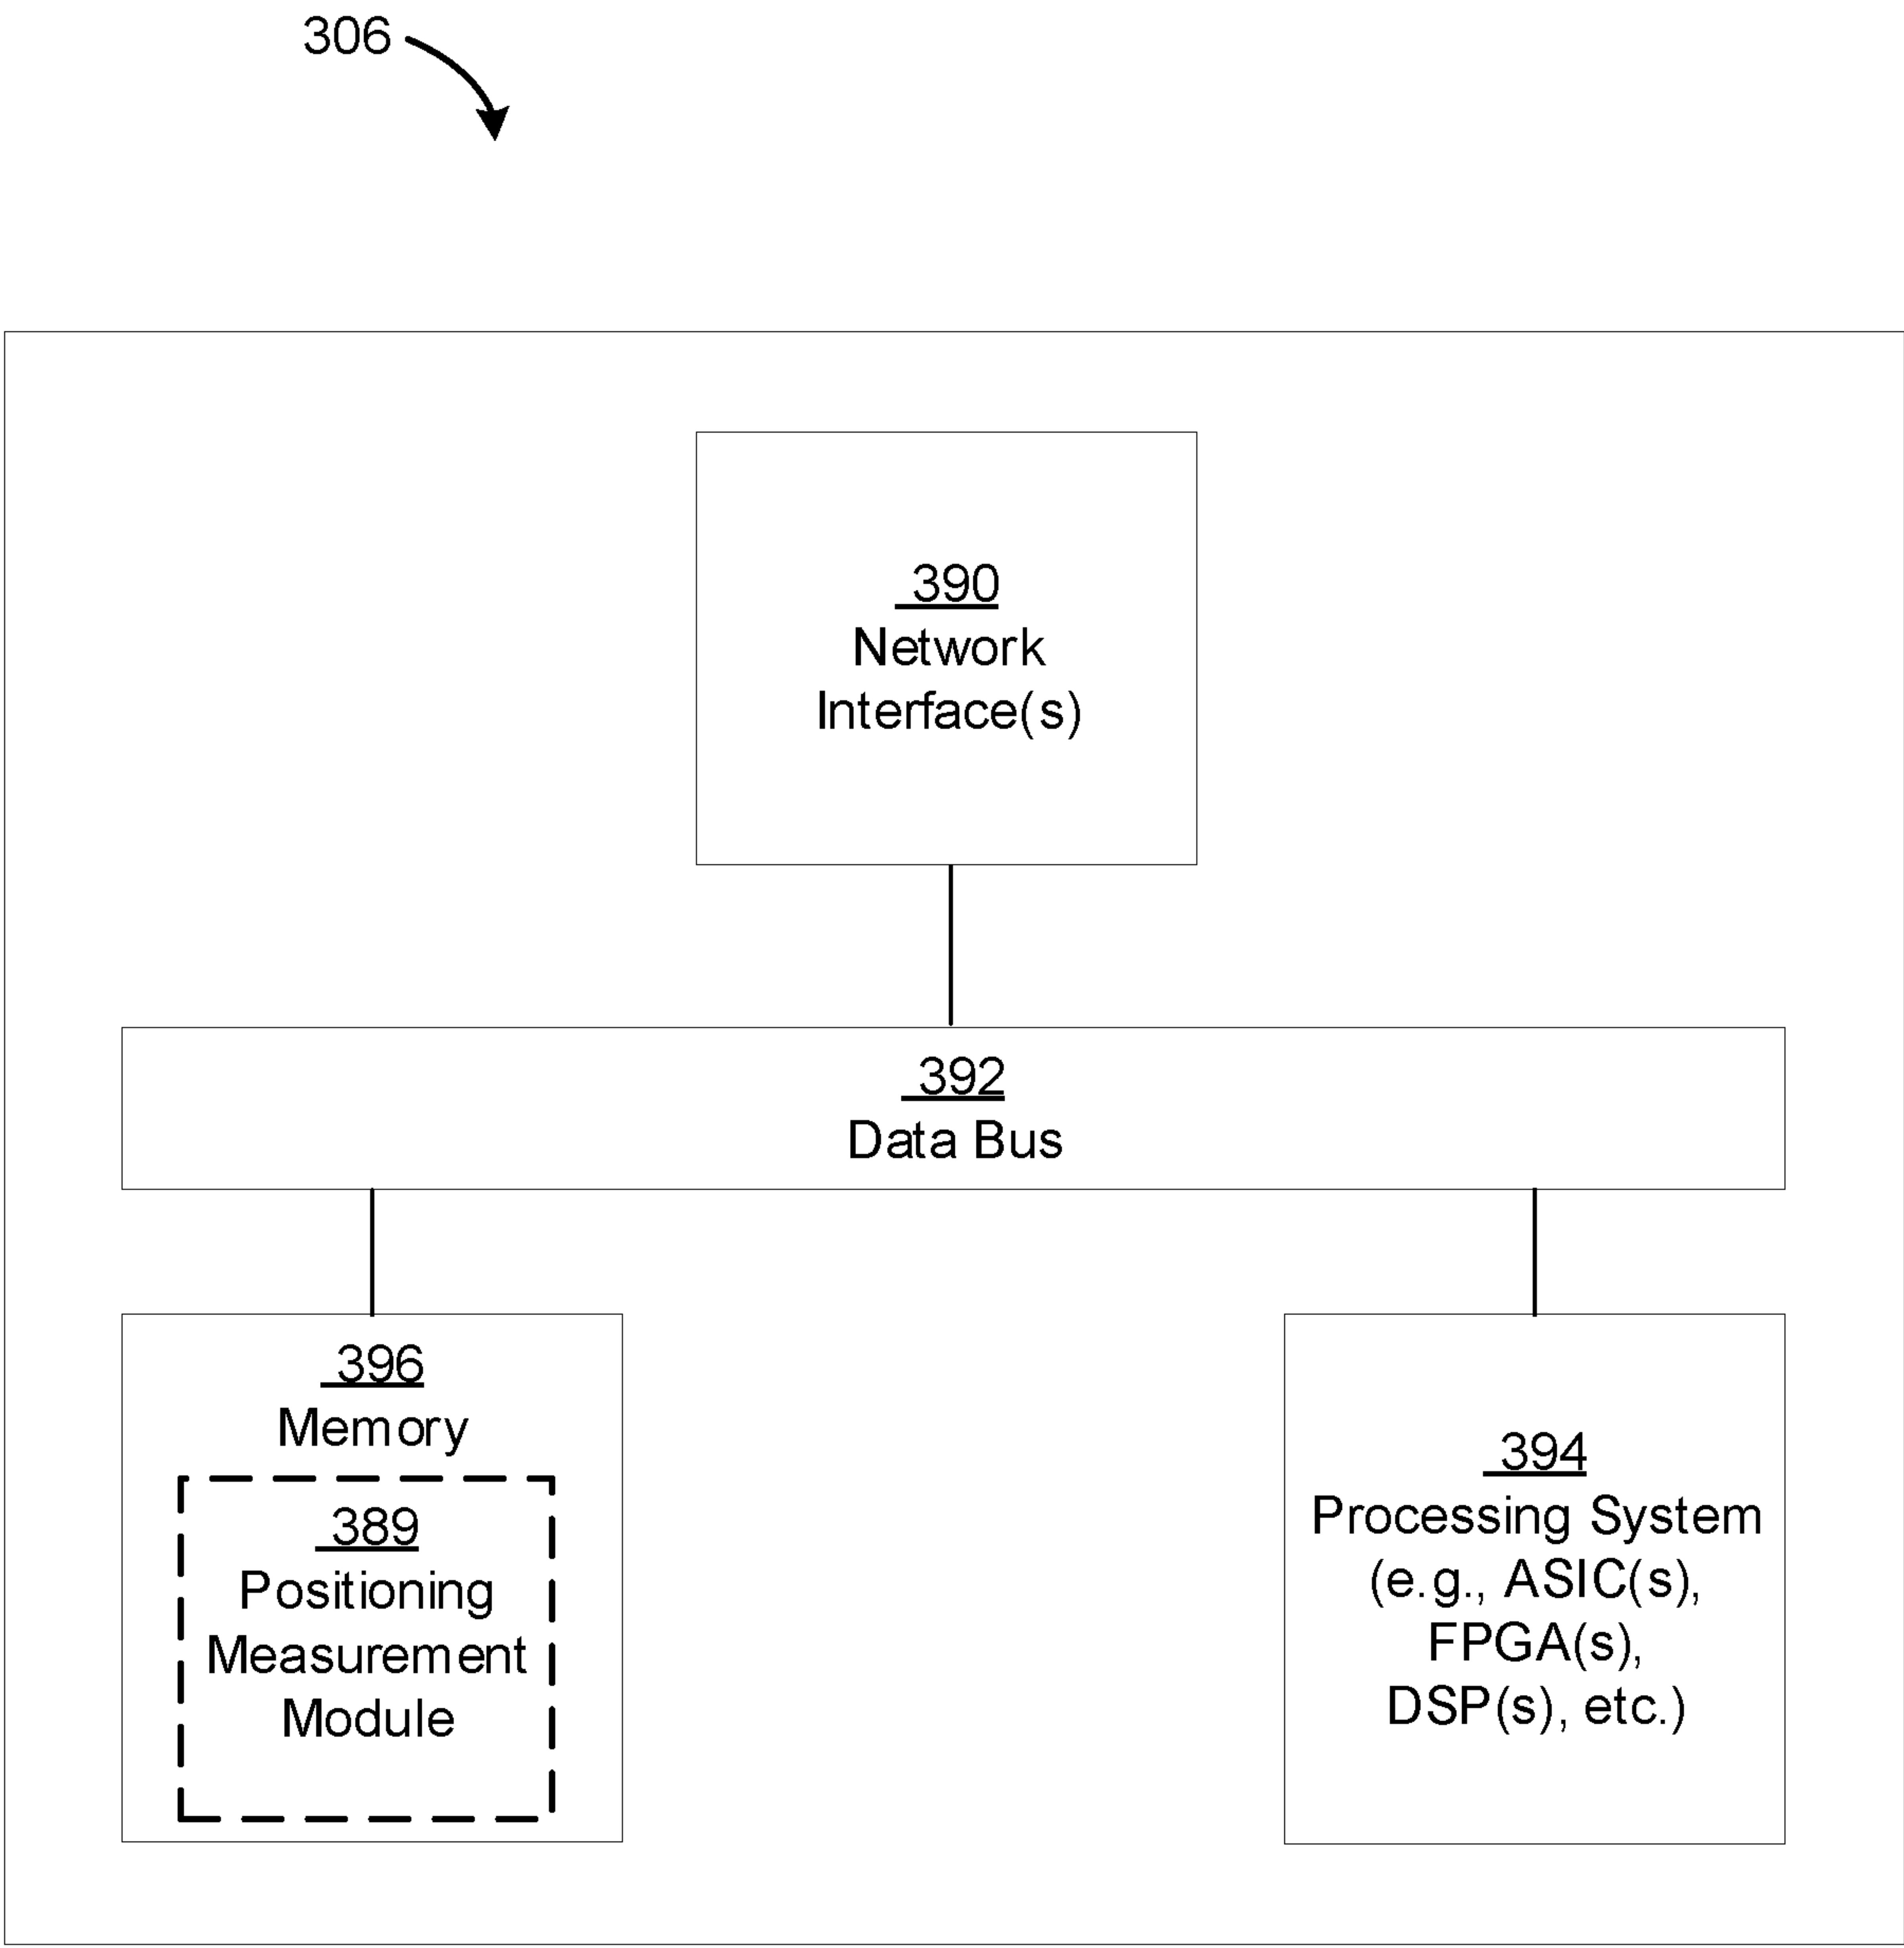 306
390
Network
Interface(s)
392
Data Bus
396
Memory
389
Positioning
Measurement
Module
394
Processing System
(e.g., ASIC(s),
FPGA(s),
DSP(s), etc.)